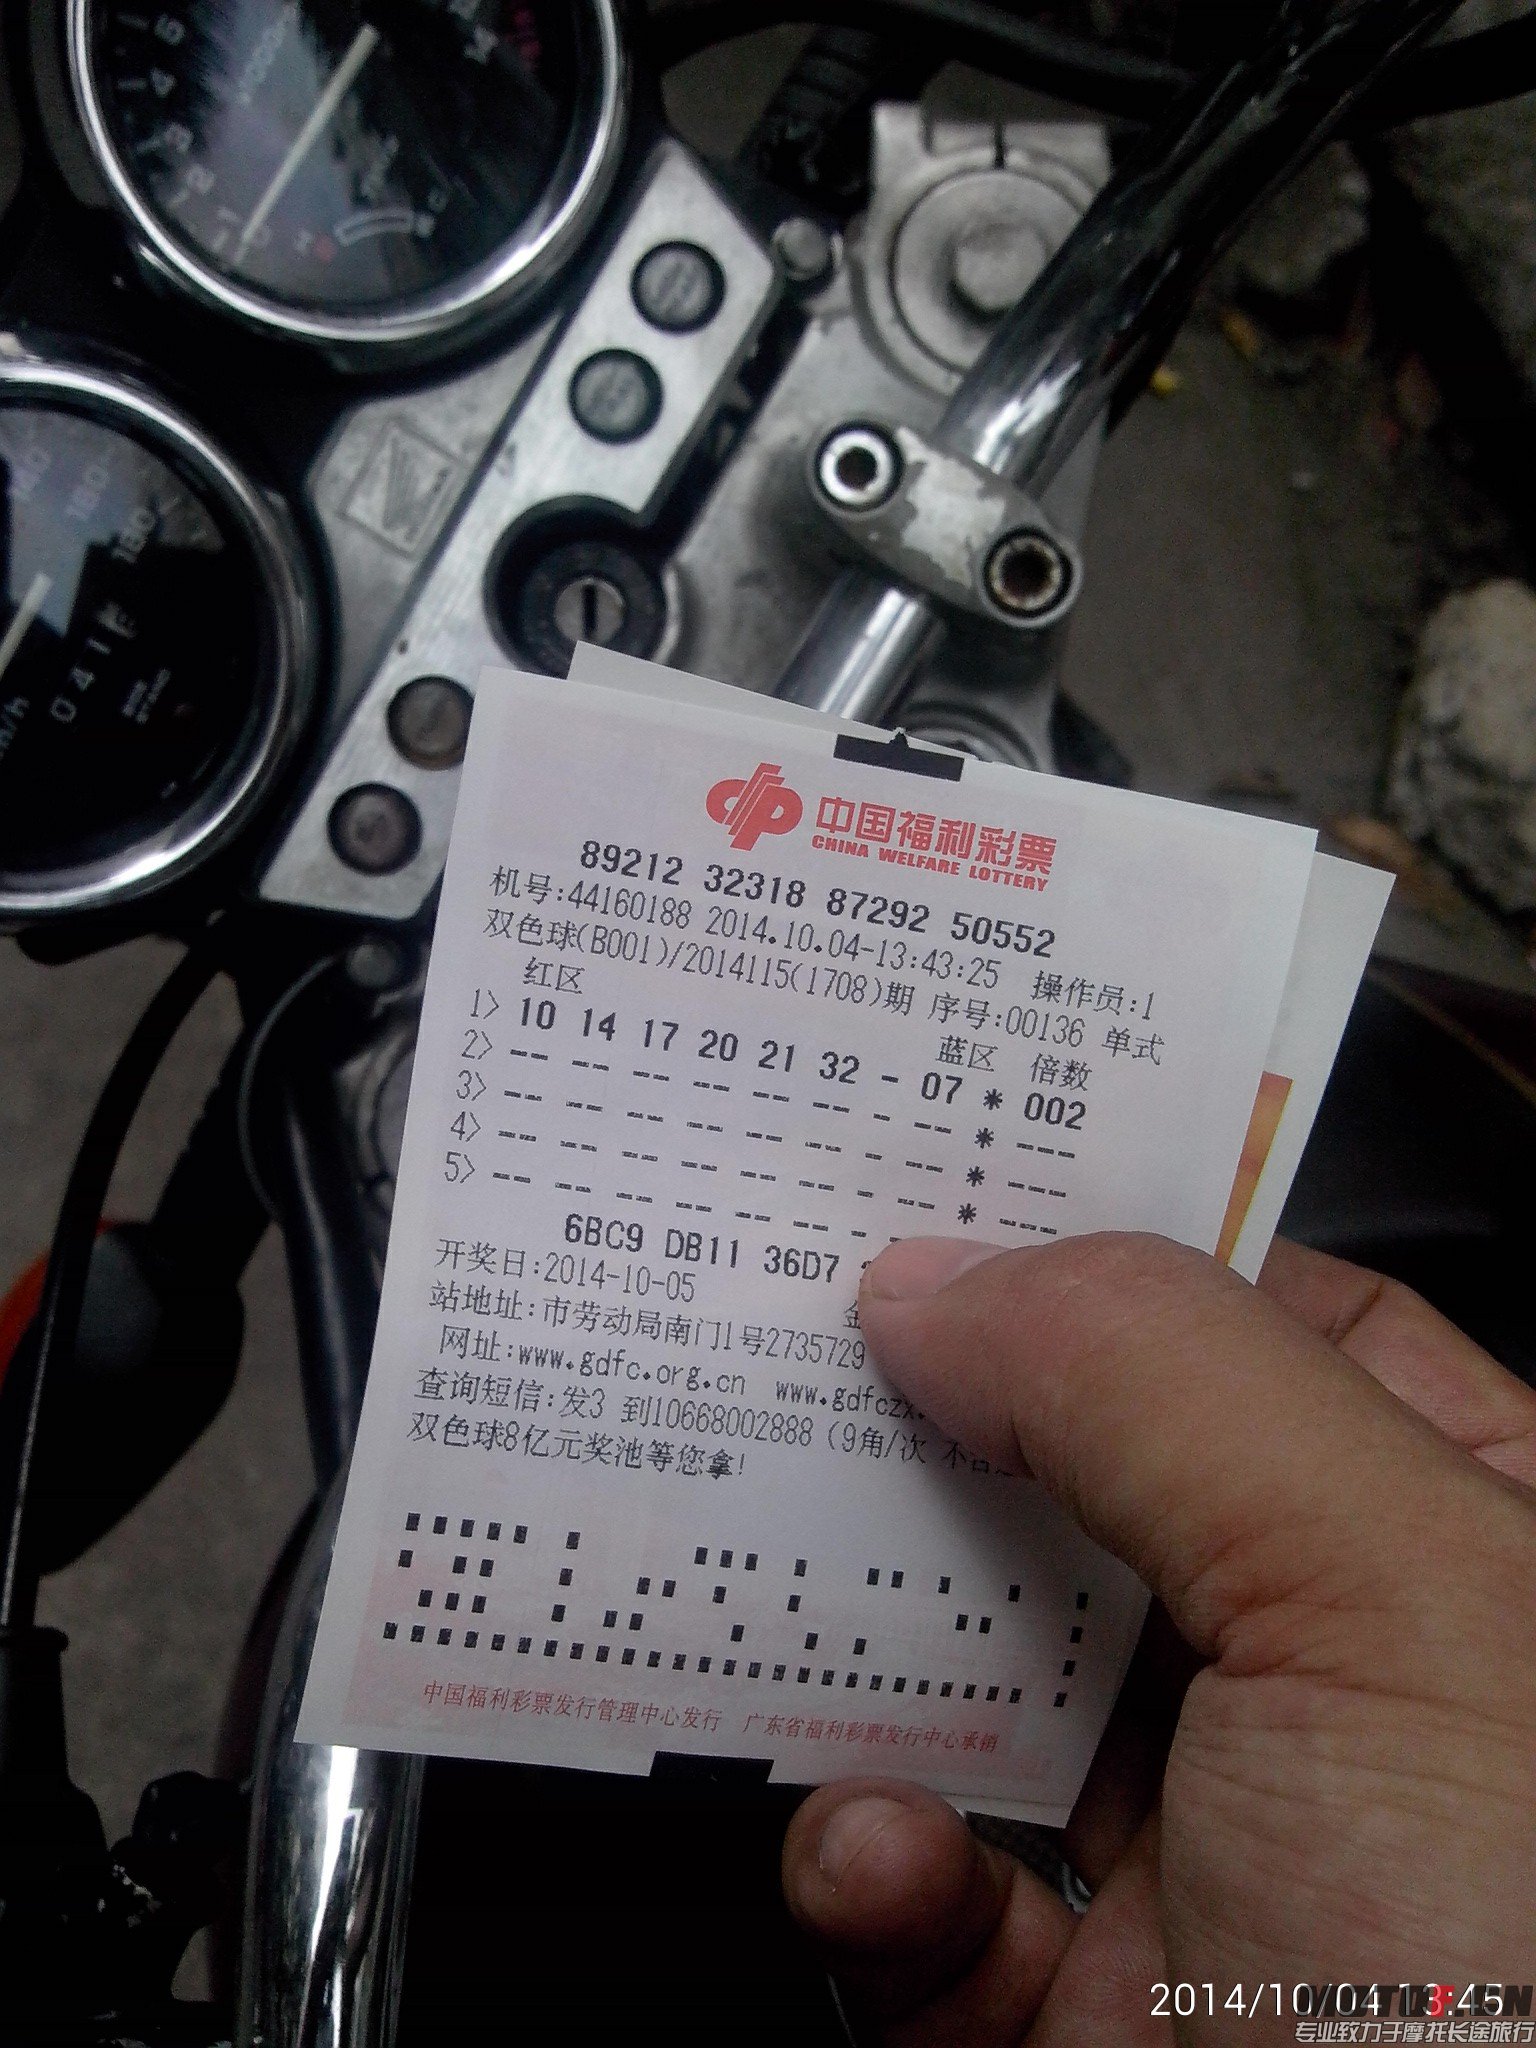 中国福利彩票
CHINA WELFARE LOTTERY
89212 32318 87292 50552
机号:44160188 2014.10.04-13:43:25 操作员:1
双色球(B001)/2014115(1708)期 序号:00136 单式
红区 蓝区 倍数
1> 10 14 17 20 21 32 - 07 * 002
2> -- -- -- -- -- -- - -- * ---
3> -- -- -- -- -- -- - -- * ---
4> -- -- -- -- -- -- - -- * ---
5> -- -- -- -- -- -- - --
6BC9 DB11 36D7
开奖日:2014-10-05
站地址:市劳动局南门1号2735729
网址:www.gdfc.org.cn www.gdfczx.
查询短信:发3 到10668002888 (9角/次
双色球8亿元奖池等您拿!
中国福利彩票发行管理中心发行 广东省福利彩票发行中心承销
2014/10/04 13:45
专业致力于摩托长途旅行